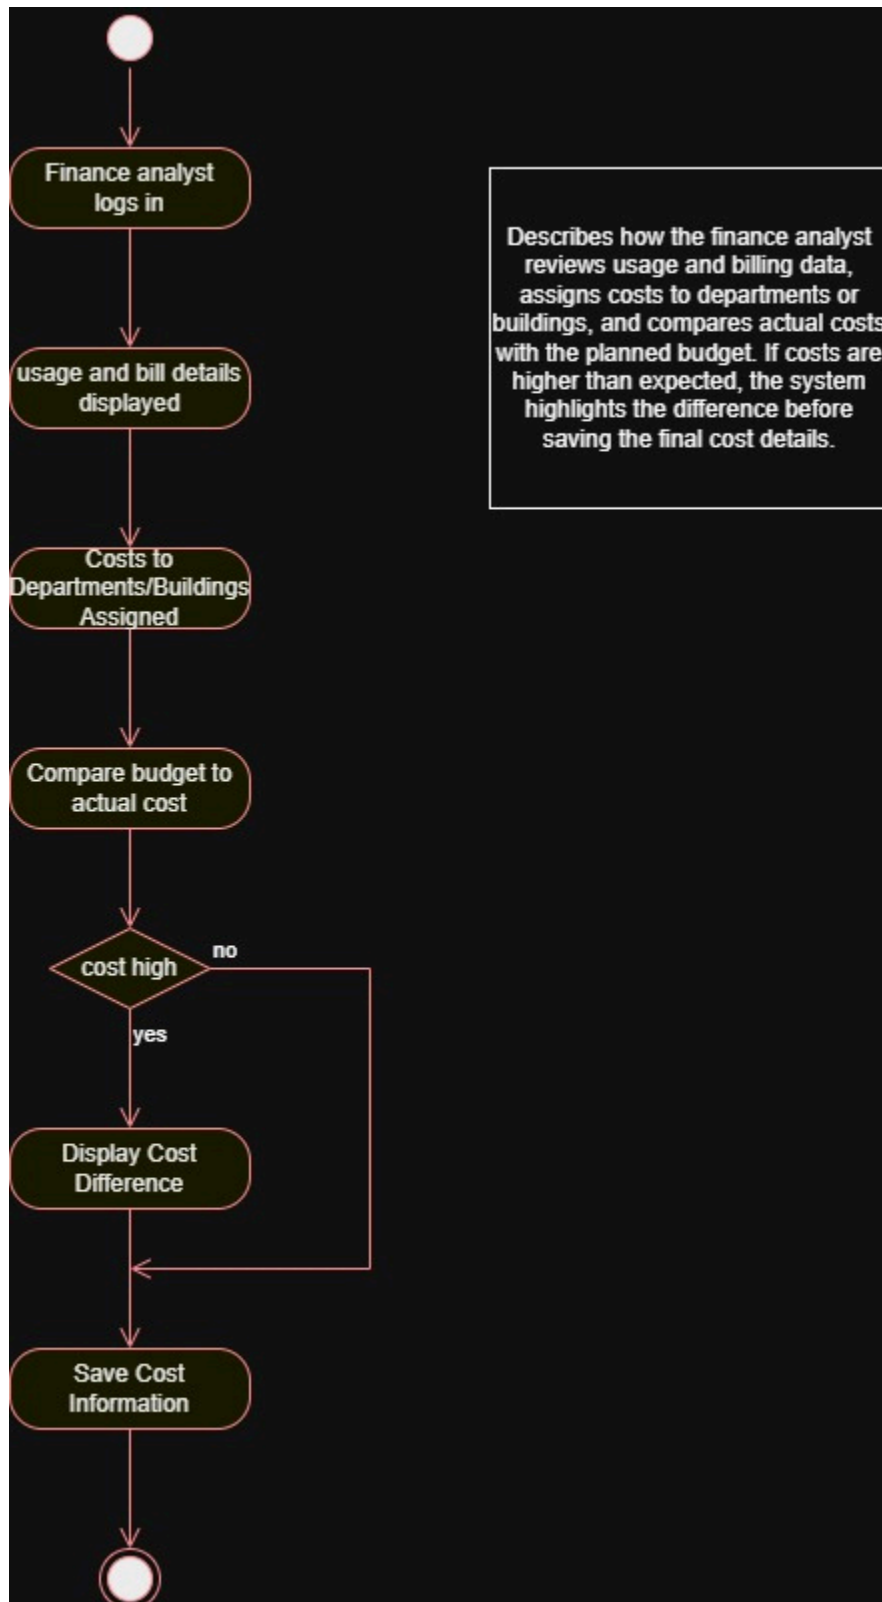 Finance analyst
logs in
Describes how the finance analyst
reviews usage and billing data,
assigns costs to departments or
buildings, and compares actual costs
with the planned budget. If costs are
higher than expected, the system
highlights the difference before
saving the final cost details.
usage and bill details
displayed
Costs to
Departments/Buildings
Assigned
Compare budget to
actual cost
cost high
no
yes
Display Cost
Difference
Save Cost
Information